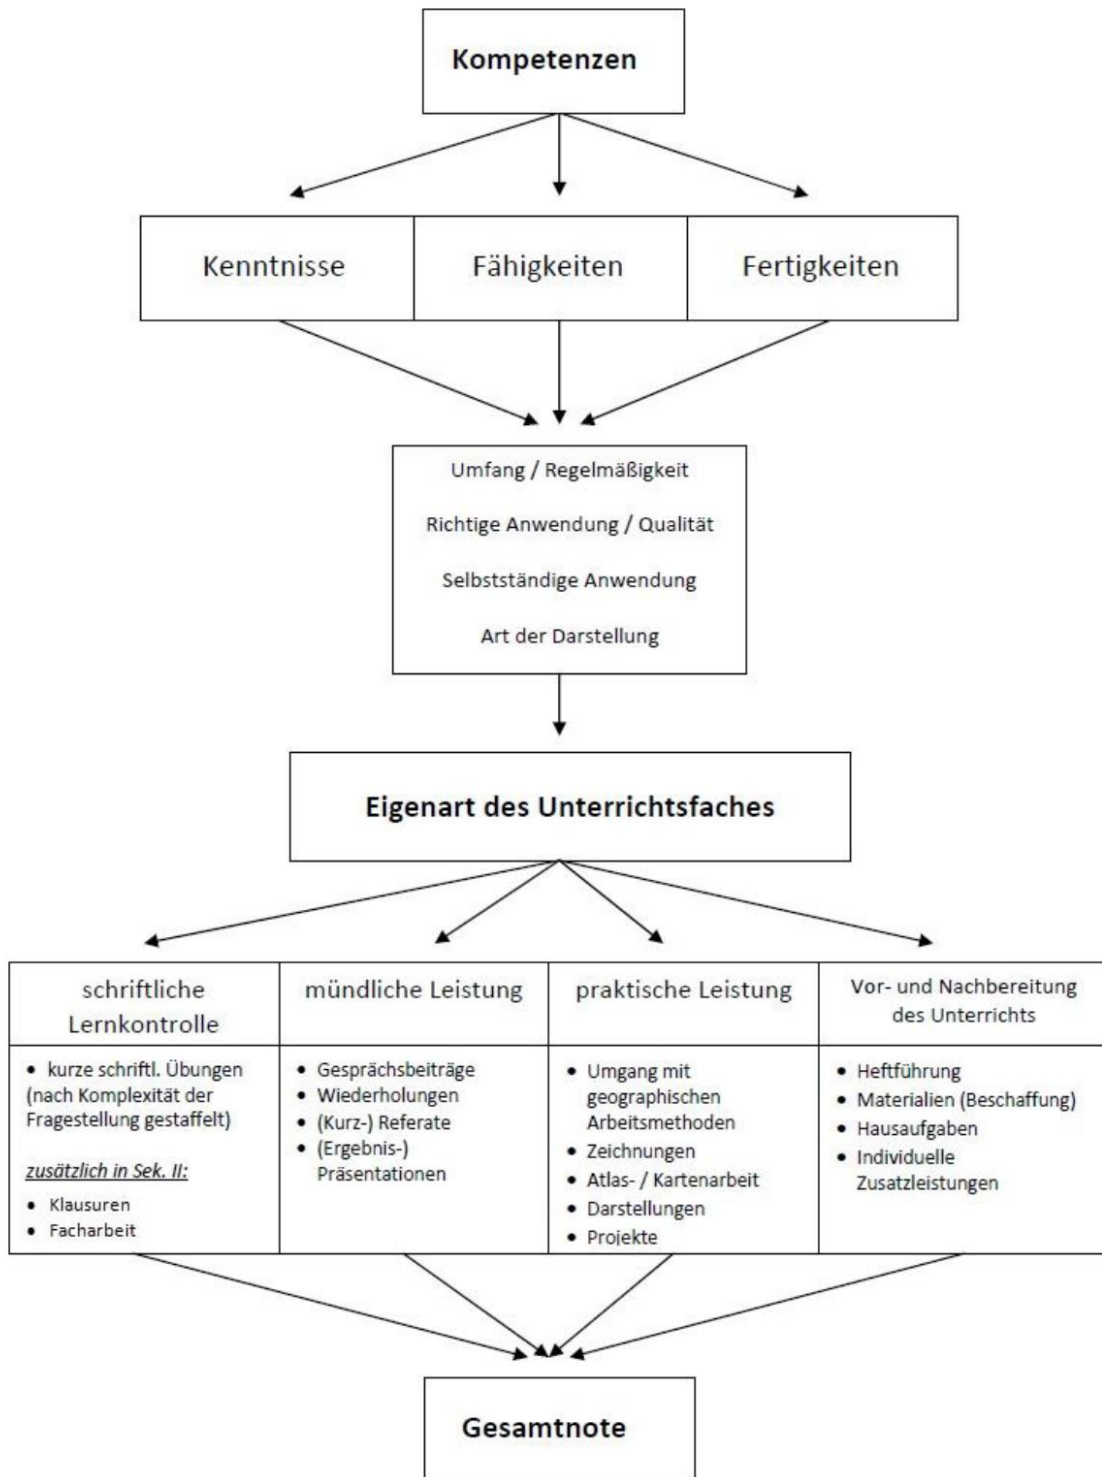 Kompetenzen
Kenntnisse
Fähigkeiten
Fertigkeiten
Umfang / Regelmäßigkeit
Richtige Anwendung / Qualität
Selbstständige Anwendung
Art der Darstellung
Eigenart des Unterrichtsfaches
schriftliche
Lernkontrolle
• kurze schriftl. Übungen
(nach Komplexität der
Fragestellung gestaffelt)
zusätzlich in Sek. II:
• Klausuren
• Facharbeit
mündliche Leistung
• Gesprächsbeiträge
• Wiederholungen
• (Kurz-) Referate
• (Ergebnis-)
Präsentationen
praktische Leistung
• Umgang mit
geographischen
Arbeitsmethoden
• Zeichnungen
• Atlas- / Kartenarbeit
• Darstellungen
• Projekte
Vor- und Nachbereitung
des Unterrichts
• Heftführung
• Materialien (Beschaffung)
• Hausaufgaben
• Individuelle
Zusatzleistungen
Gesamtnote